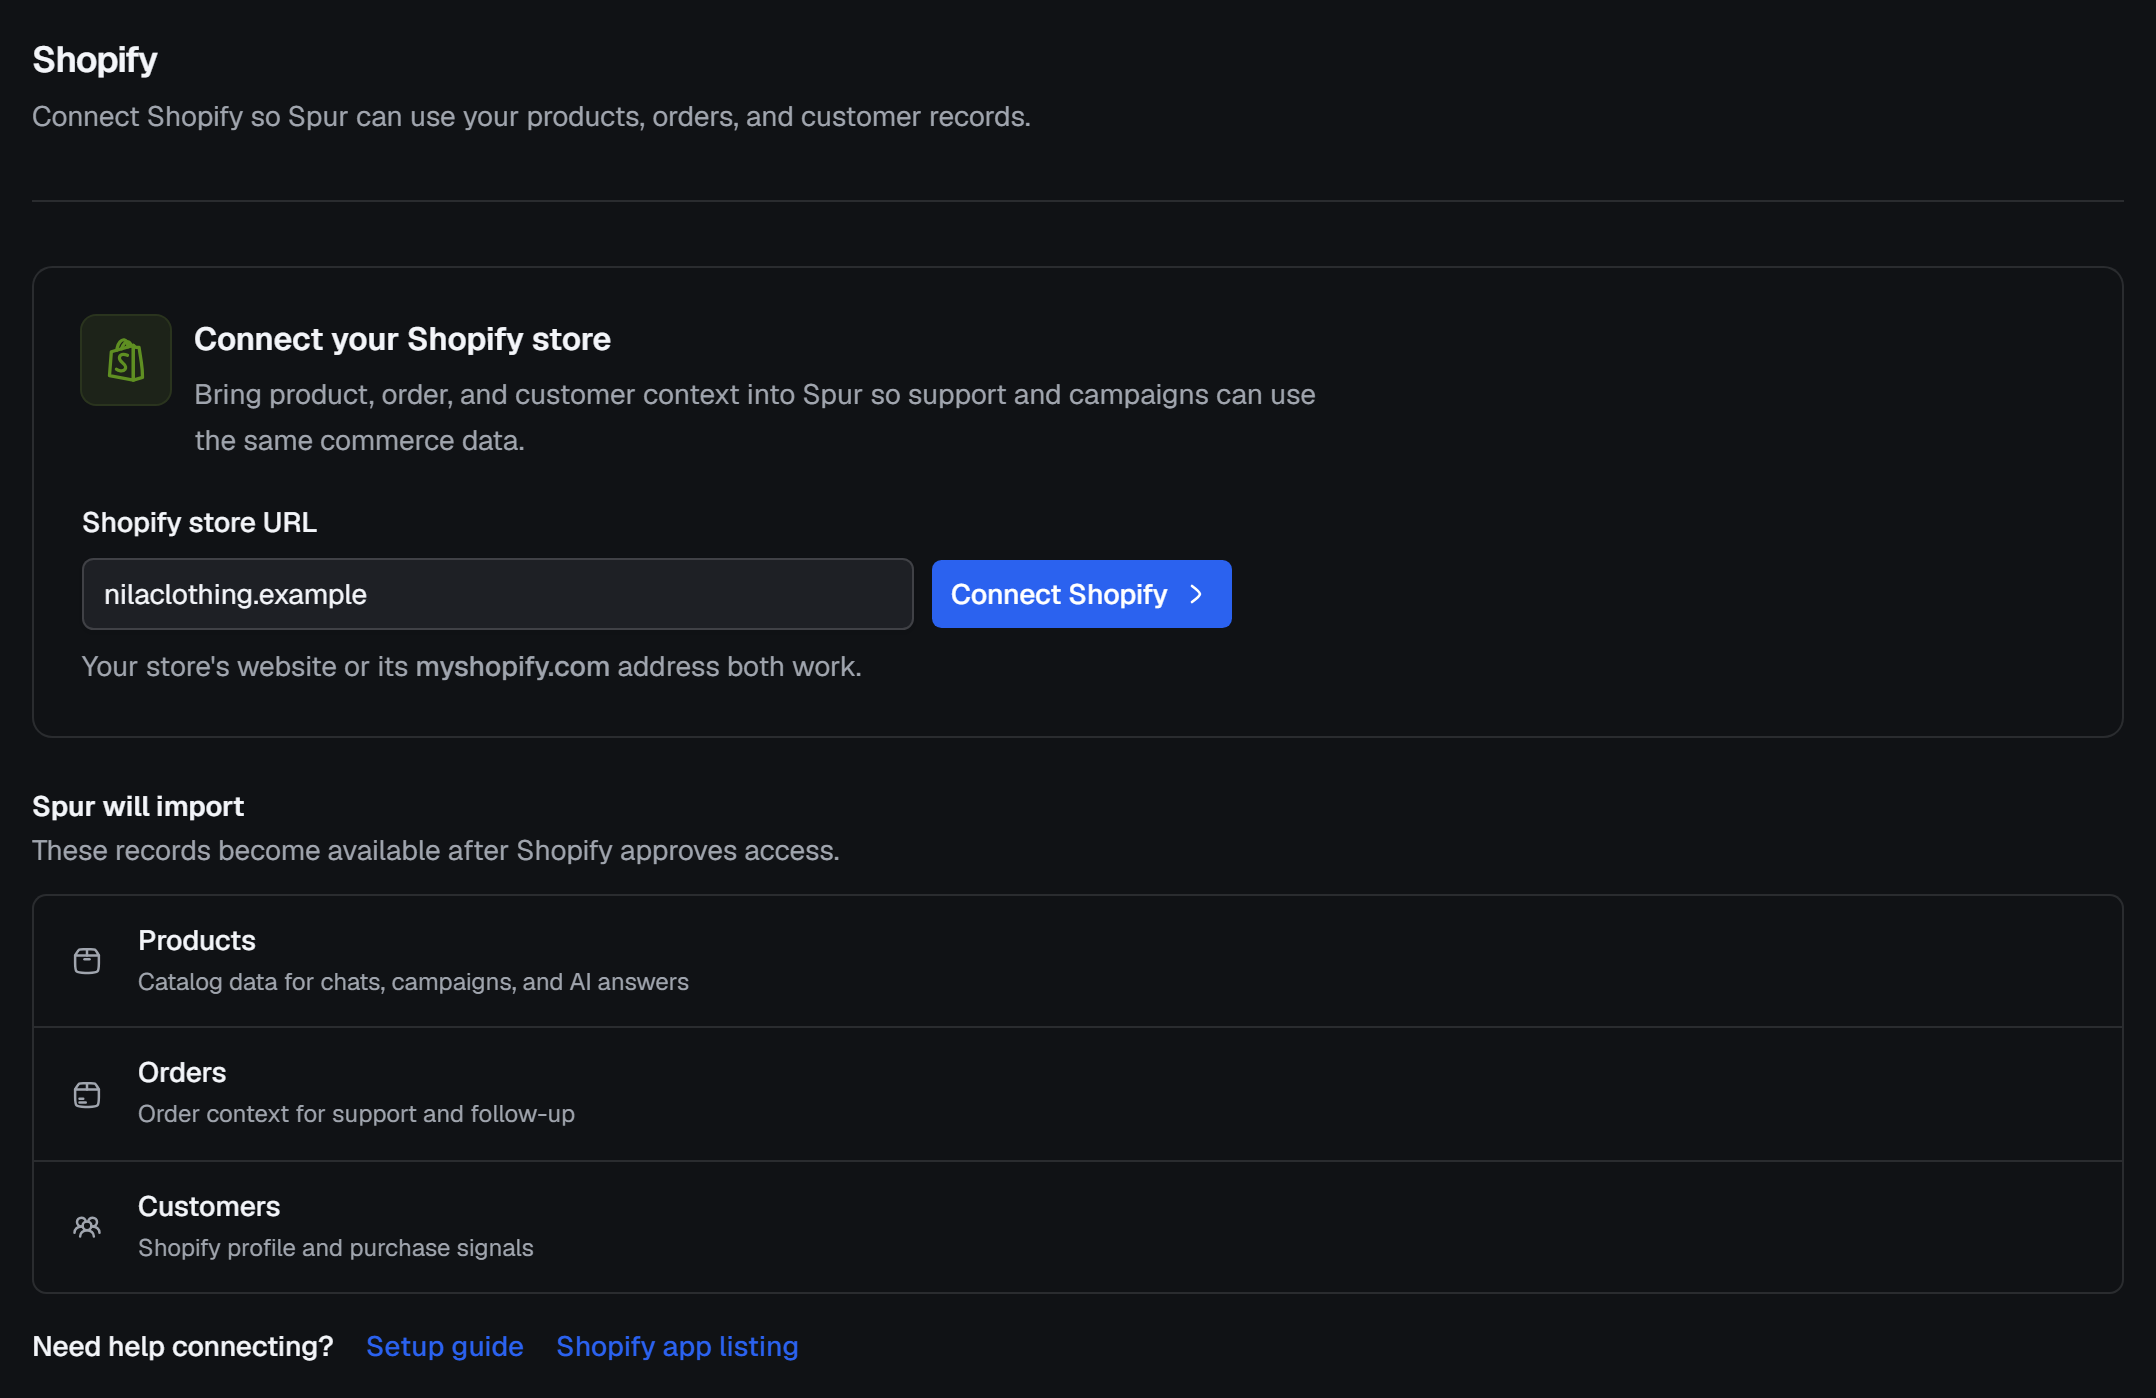 Shopify
Connect Shopify so Spur can use your products, orders, and customer records.
Connect your Shopify store
Bring product, order, and customer context into Spur so support and campaigns can use
the same commerce data.
Shopify store URL
nilaclothing.example
Connect Shopify
Your store's website or its myshopify.com address both work.
Spur will import
These records become available after Shopify approves access.
Products
Catalog data for chats, campaigns, and AI answers
Orders
Order context for support and follow-up
Customers
Shopify profile and purchase signals
Need help connecting? Setup guide Shopify app listing